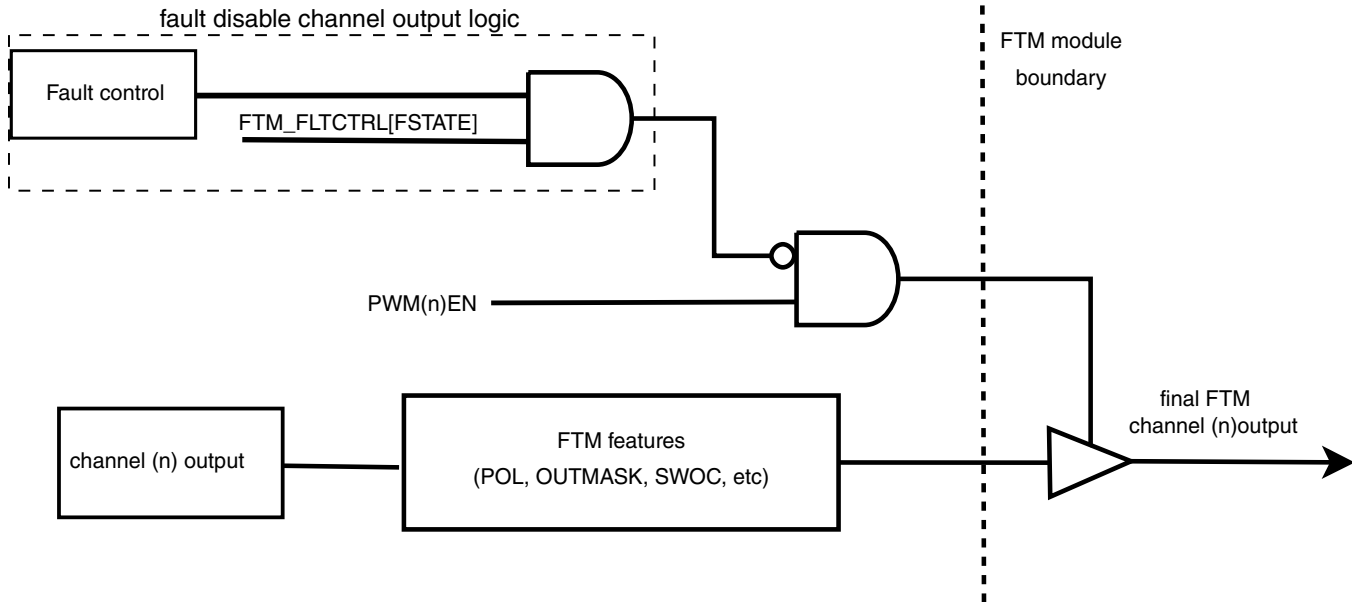 fault disable channel output logic
Fault control
FTM_FLTCTRL[FSTATE]
FTM module
boundary
PWM(n)EN
channel (n) output
FTM features
(POL, OUTMASK, SWOC, etc)
final FTM
channel (n)output